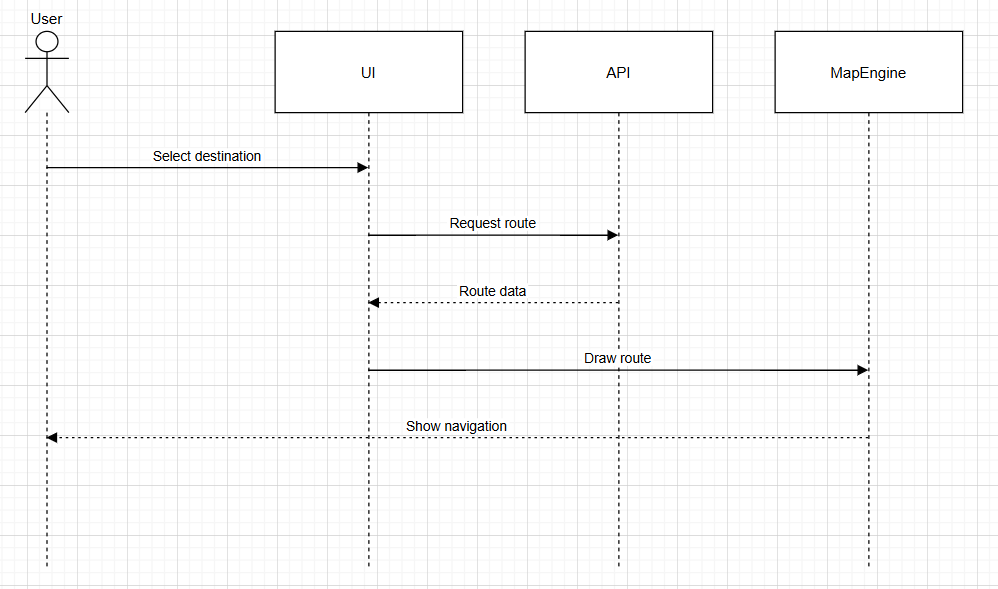 User
UI
API
MapEngine
Select destination
Request route
Route data
Draw route
Show navigation